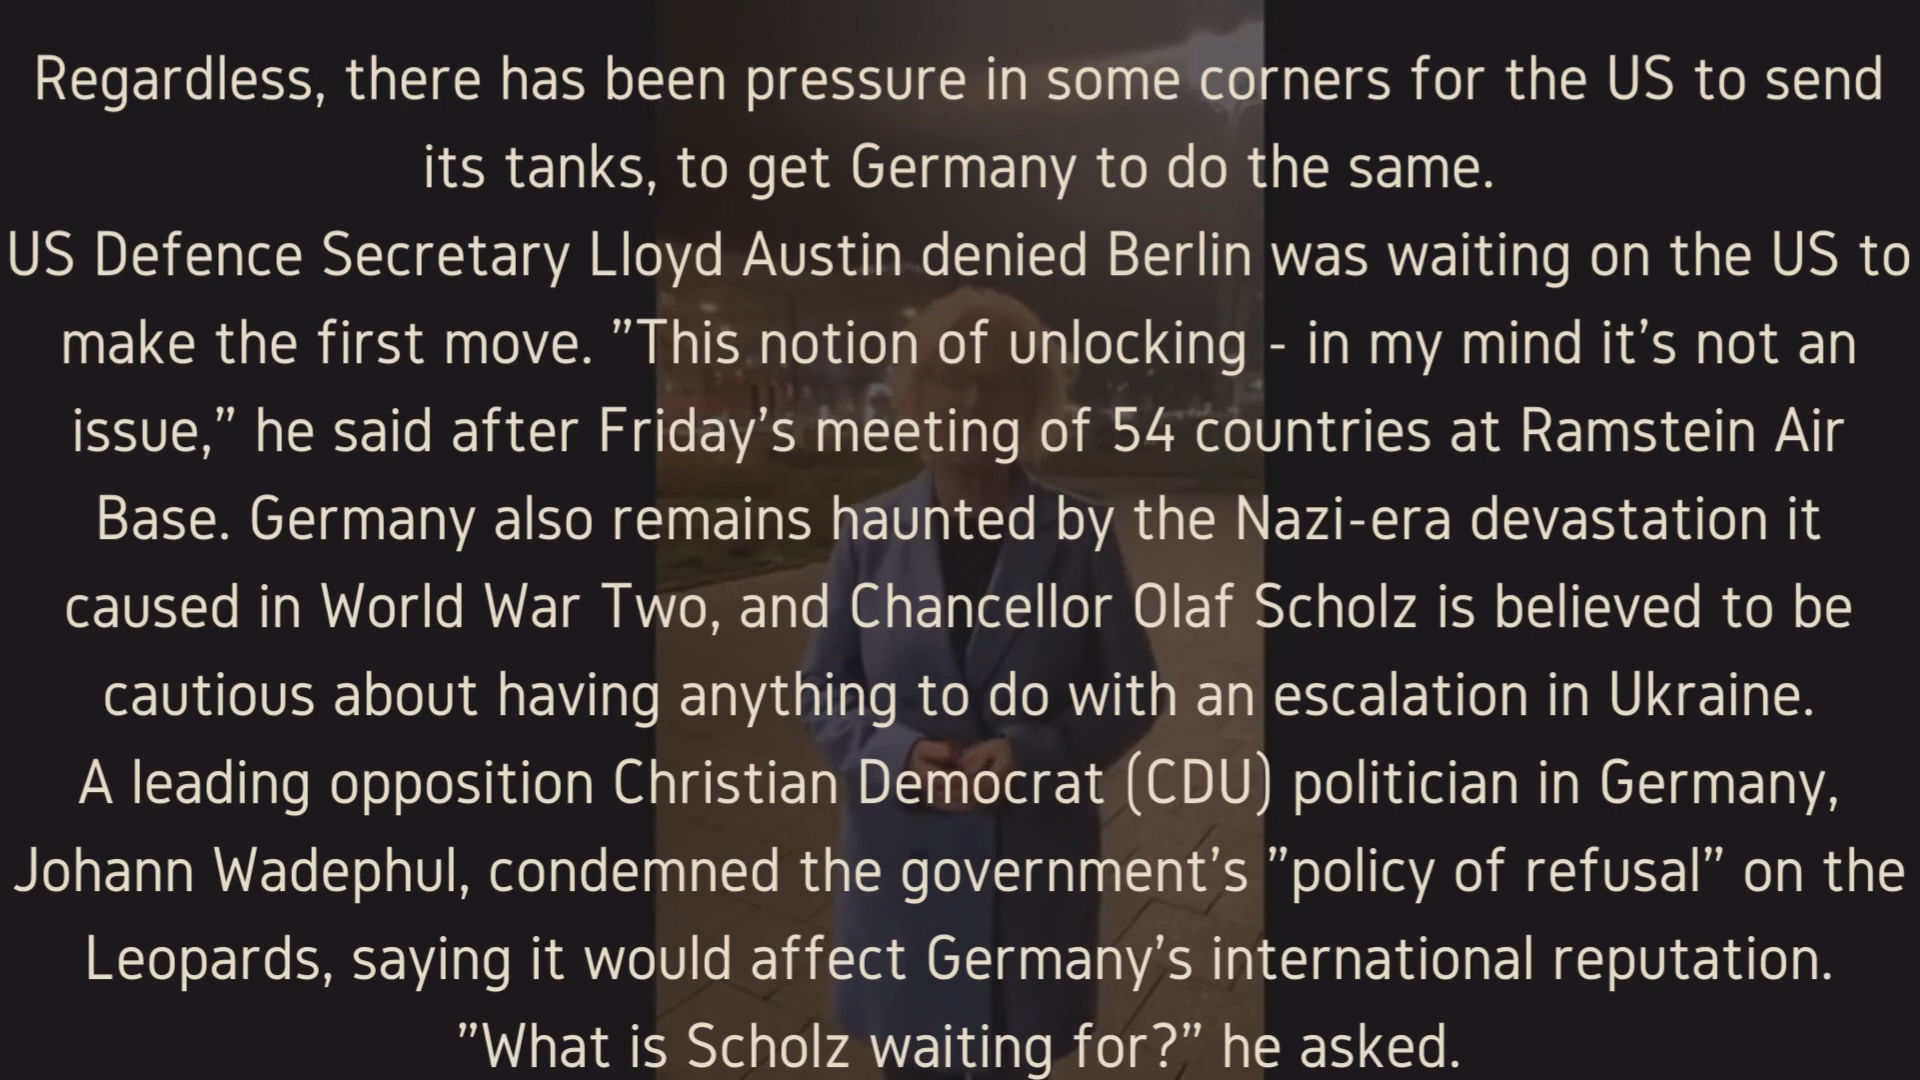 Regardless, there has been pressure in some corners for the US to send
its tanks, to get Germany to do the same.
US Defence Secretary Lloyd Austin denied Berlin was waiting on the US to
make the first move. ”This notion of unlocking - in my mind it’s not an
issue,” he said after Friday’s meeting of 54 countries at Ramstein Air
Base. Germany also remains haunted by the Nazi-era devastation it
caused in World War Two, and Chancellor Olaf Scholz is believed to be
cautious about having anything to do with an escalation in Ukraine.
A leading opposition Christian Democrat (CDU) politician in Germany,
Johann Wadephul, condemned the government’s ”policy of refusal” on the
Leopards, saying it would affect Germany’s international reputation.
”What is Scholz waiting for?” he asked.